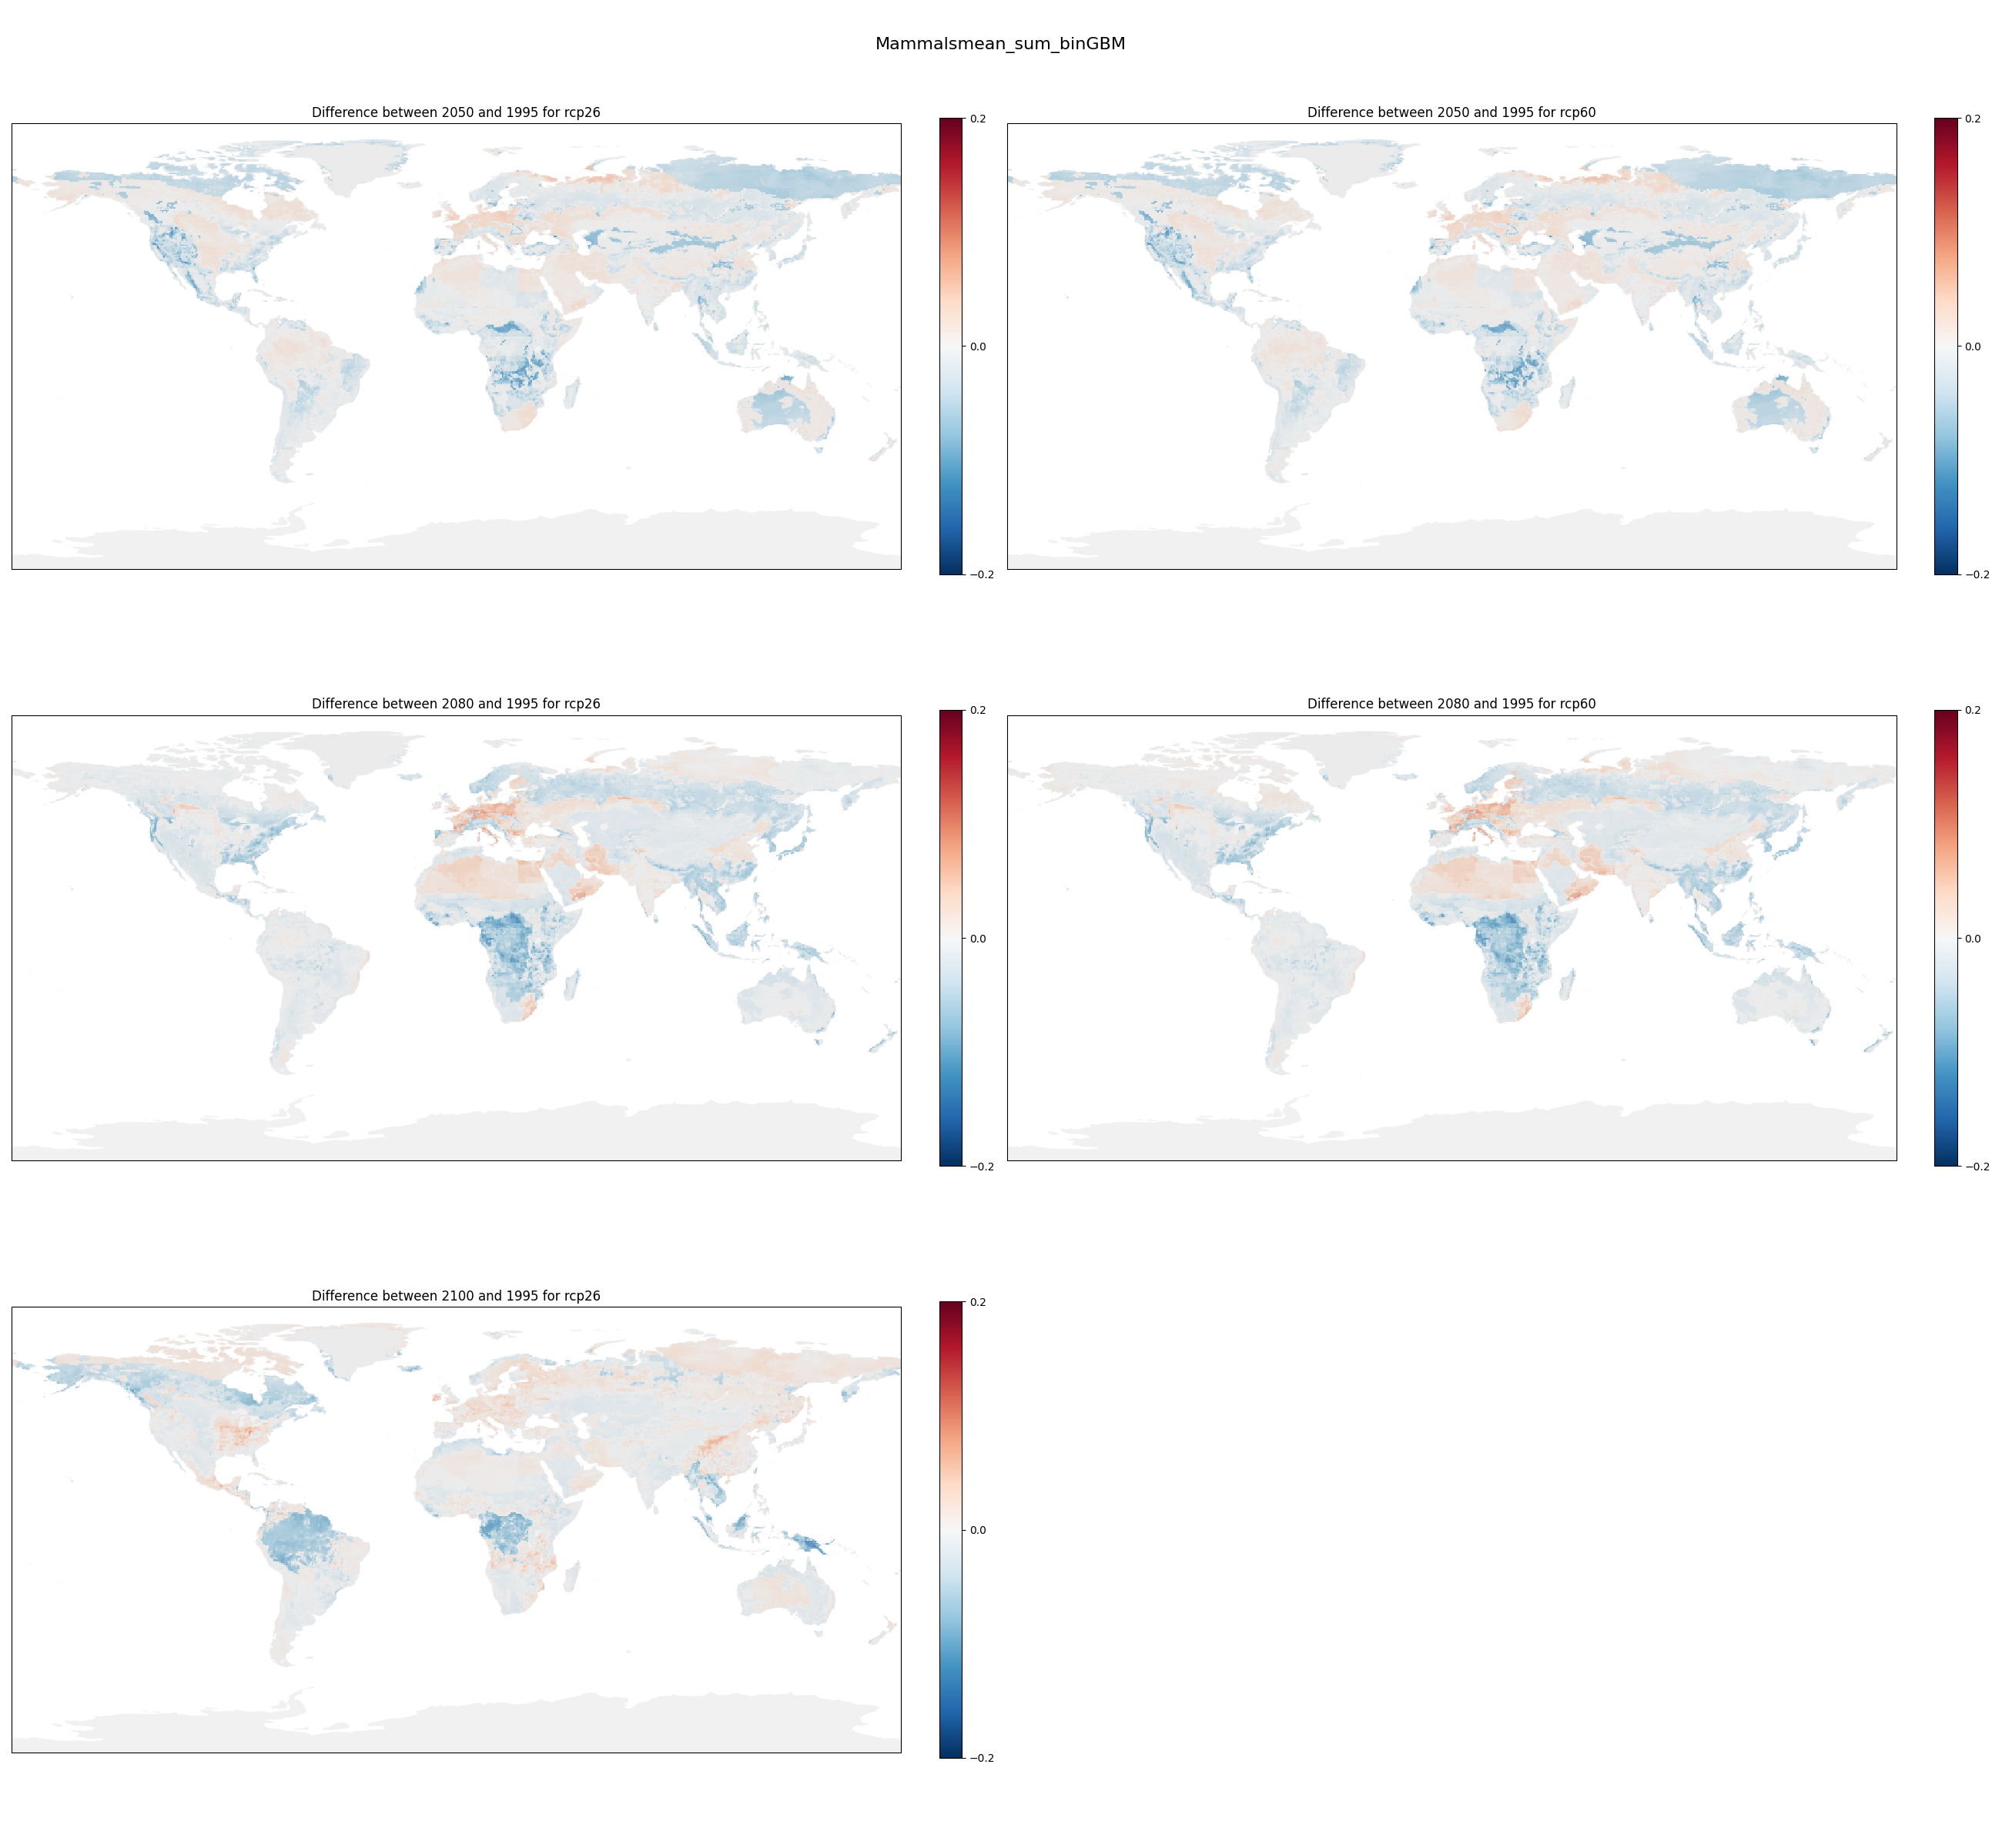 Mammalsmean_sum_binGBM
Difference between 2050 and 1995 for rcp26
0.2
0.0
−0.2
Difference between 2050 and 1995 for rcp60
0.2
0.0
−0.2
Difference between 2080 and 1995 for rcp26
0.2
0.0
−0.2
Difference between 2080 and 1995 for rcp60
0.2
0.0
−0.2
Difference between 2100 and 1995 for rcp26
0.2
0.0
−0.2